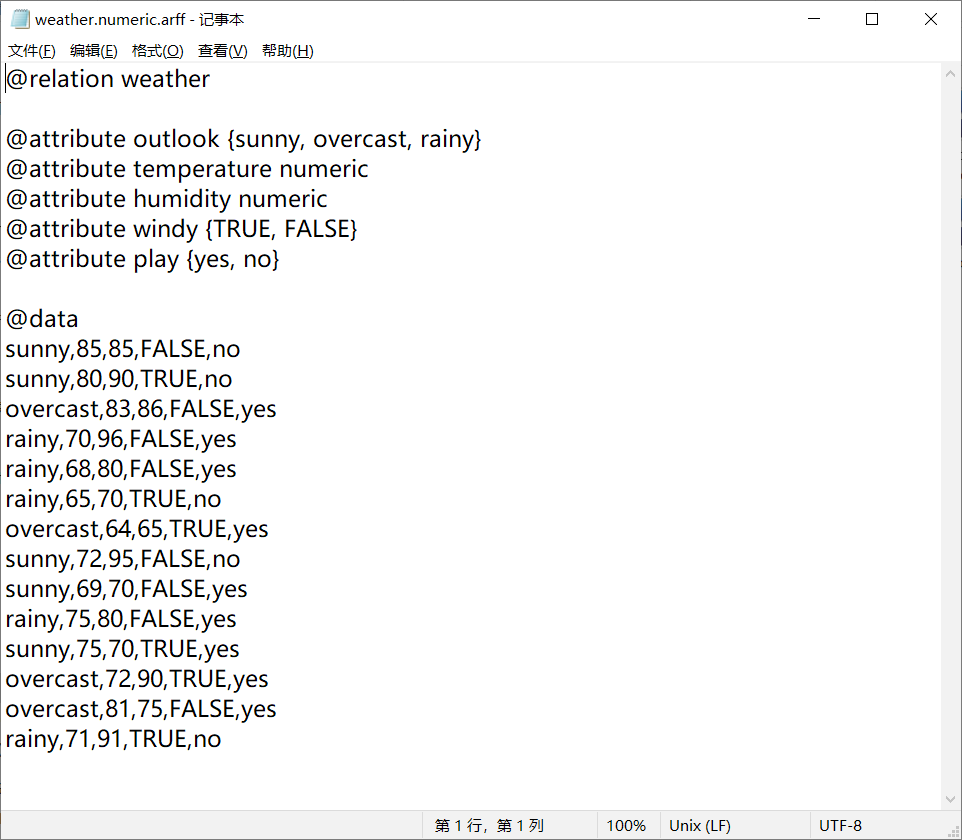 weather.numeric.arff - 记事本
文件(F) 编辑(E) 格式(O) 查看(V) 帮助(H)
@relation weather
@attribute outlook {sunny, overcast, rainy}
@attribute temperature numeric
@attribute humidity numeric
@attribute windy {TRUE, FALSE}
@attribute play {yes, no}
@data
sunny,85,85,FALSE,no
sunny,80,90,TRUE,no
overcast,83,86,FALSE,yes
rainy,70,96,FALSE,yes
rainy,68,80,FALSE,yes
rainy,65,70,TRUE,no
overcast,64,65,TRUE,yes
sunny,72,95,FALSE,no
sunny,69,70,FALSE,yes
rainy,75,80,FALSE,yes
sunny,75,70,TRUE,yes
overcast,72,90,TRUE,yes
overcast,81,75,FALSE,yes
rainy,71,91,TRUE,no
第 1 行，第 1 列 100% Unix (LF) UTF-8